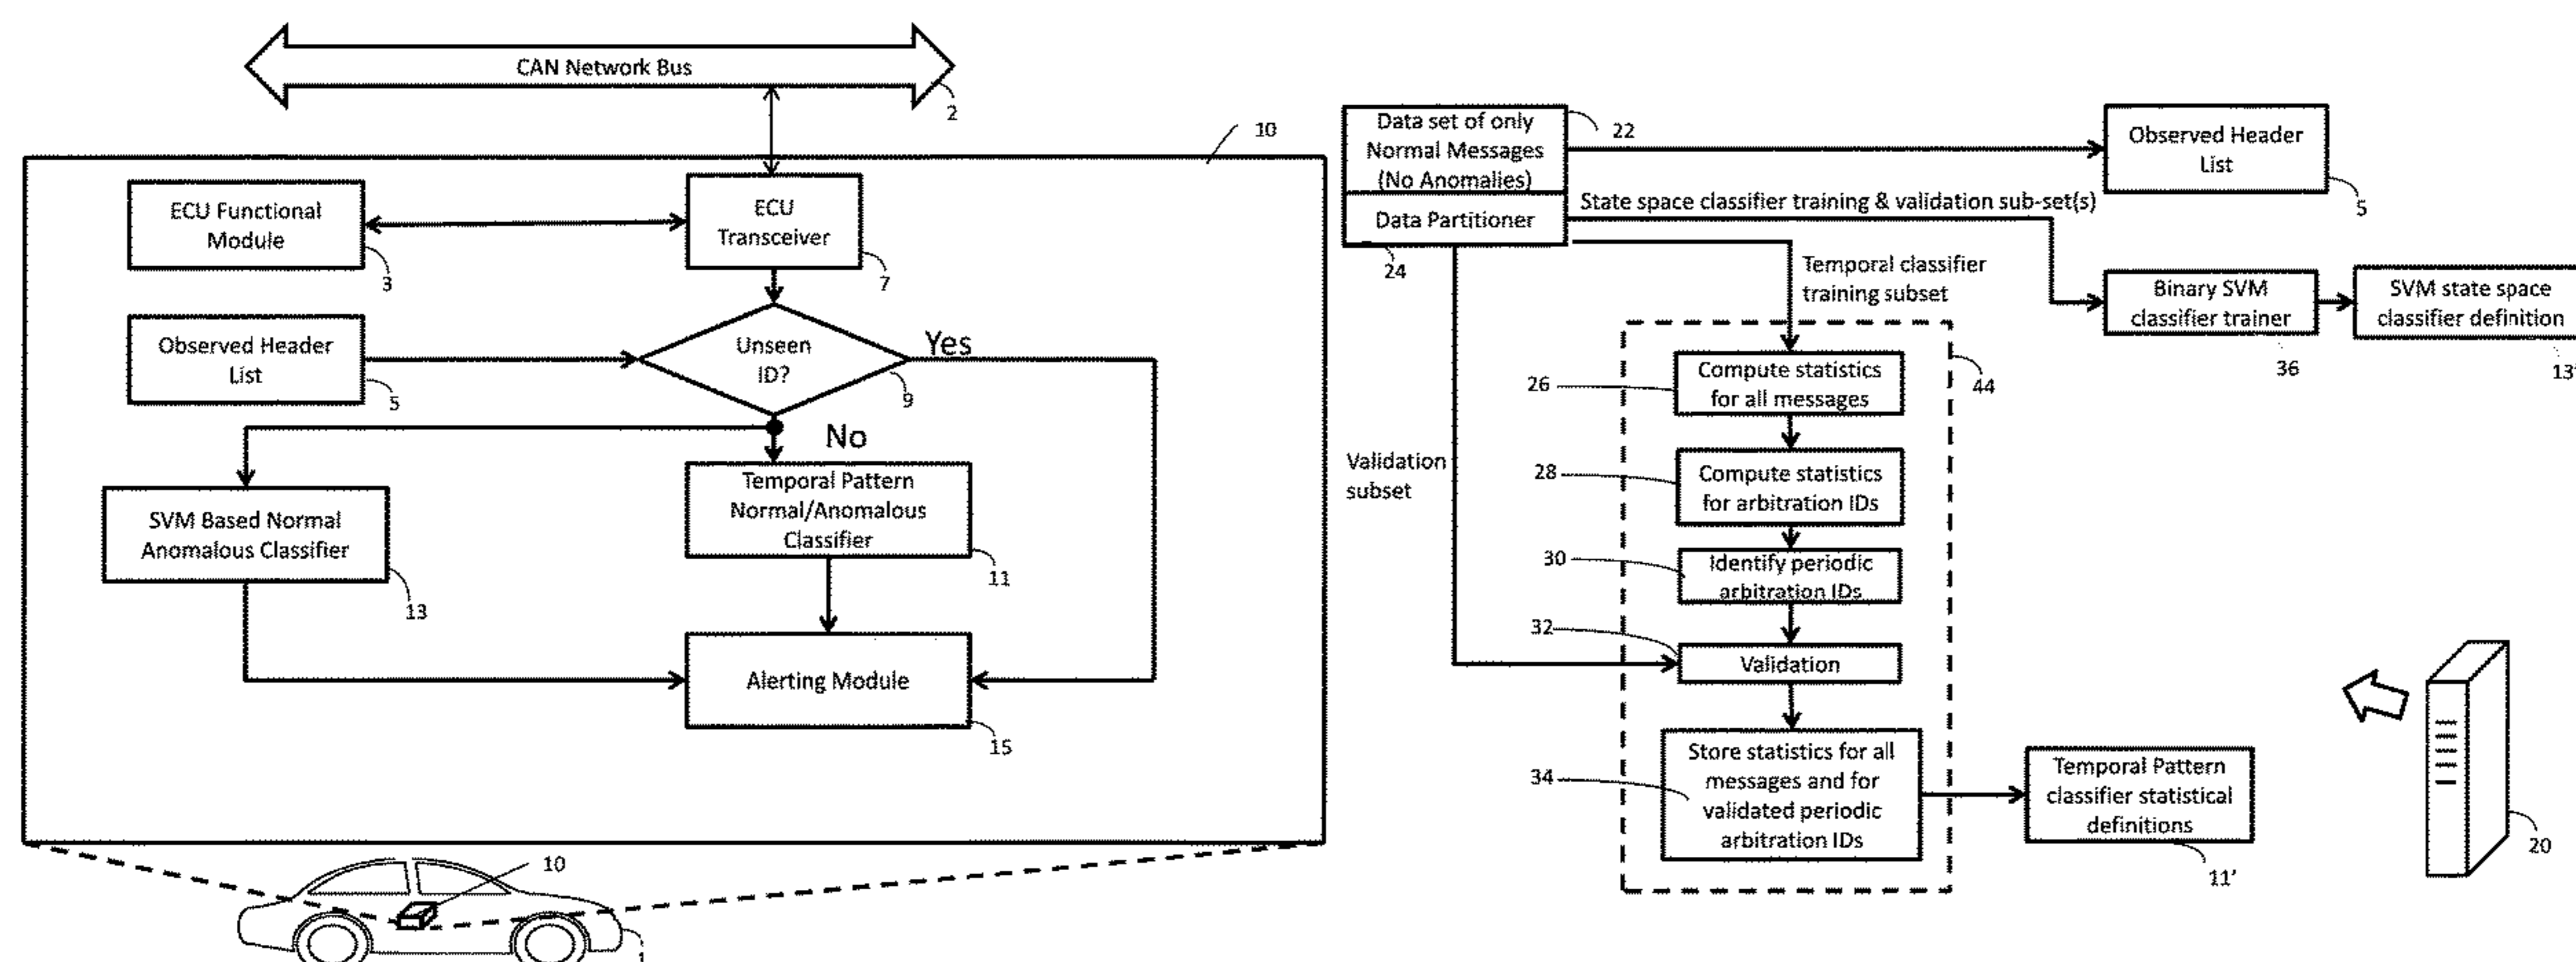 CAN Network Bus
2
10
ECU Functional
Module
3
ECU
Transceiver
7
Observed Header
List
5
Unseen
ID?
9
Yes
No
SVM Based Normal
Anomalous Classifier
13
Temporal Pattern
Normal/Anomalous
Classifier
11
Alerting Module
15
10
1
Data set of only
Normal Messages
(No Anomalies)
22
Data Partitioner
24
Observed Header
List
5
State space classifier training & validation sub-set(s)
Temporal classifier
training subset
Binary SVM
classifier trainer
36
SVM state space
classifier definition
13'
44
26
Compute statistics
for all messages
28
Compute statistics
for arbitration IDs
Validation
subset
30
Identify periodic
arbitration IDs
32
Validation
34
Store statistics for all
messages and for
validated periodic
arbitration IDs
Temporal Pattern
classifier statistical
definitions
11'
20